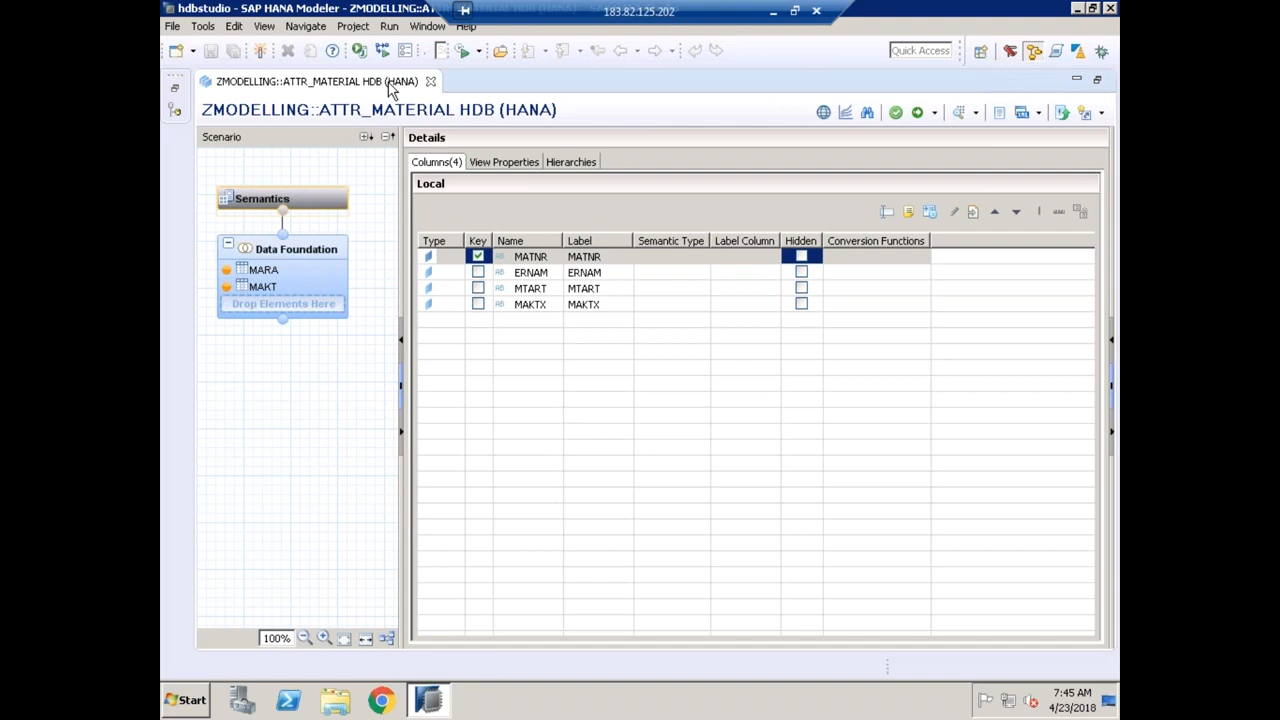 hdbstudio - SAP HANA Modeler - ZMODELLING::ATTR_MATERIAL HDB (HANA)
183.82.125.202
File Edit View Navigate Project Run Window Help
Quick Access
ZMODELLING::ATTR_MATERIAL HDB (HANA)
ZMODELLING::ATTR_MATERIAL HDB (HANA)
Scenario
Details
Columns(4) View Properties Hierarchies
Local
Semantics
Type Key Name Label Semantic Type Label Column Hidden Conversion Functions
Data Foundation
MATNR MATNR
MARA
ERNAM ERNAM
MAKT
MTART MTART
Drop Elements Here
MAKTX MAKTX
100%
Start
7:45 AM
4/23/2018